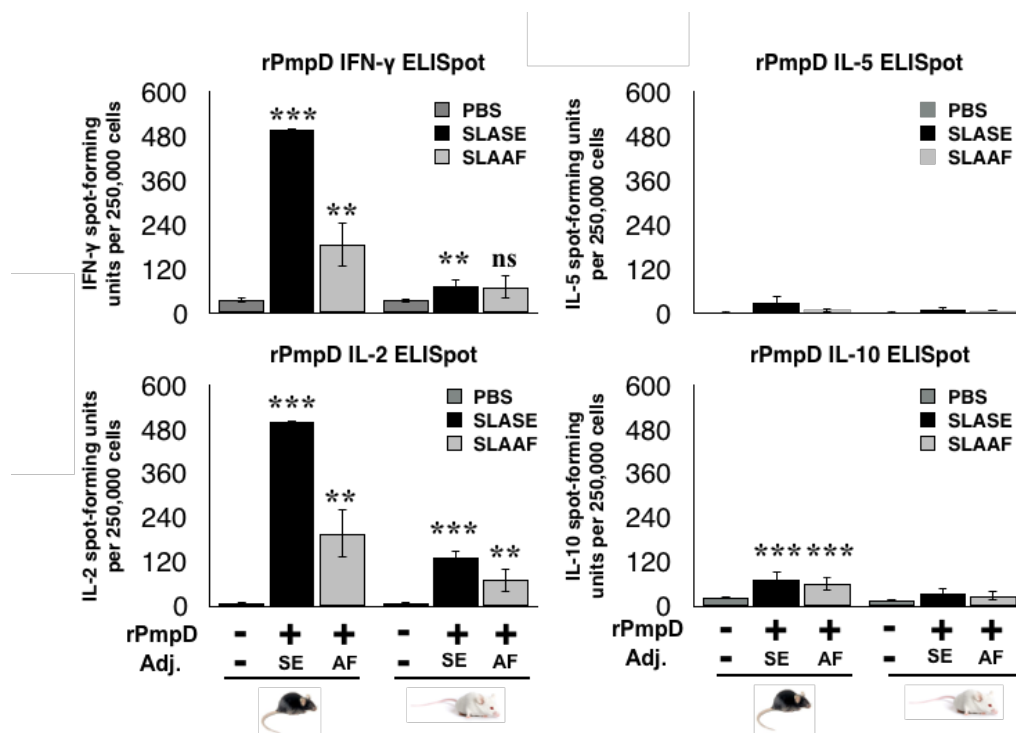 rPmpD IFN-γ ELISpot
IFN-γ spot-forming
units per 250,000 cells
600
480
360
240
120
0
PBS
SLASE
SLAAF
***
**
**
ns
rPmpD IL-5 ELISpot
IL-5 spot-forming units
per 250,000 cells
600
480
360
240
120
0
PBS
SLASE
SLAAF
rPmpD IL-2 ELISpot
IL-2 spot-forming units
per 250,000 cells
600
480
360
240
120
0
PBS
SLASE
SLAAF
***
**
***
**
rPmpD - + + - + +
Adj. - SE AF - SE AF
rPmpD IL-10 ELISpot
IL-10 spot-forming
units per 250,000 cells
600
480
360
240
120
0
PBS
SLASE
SLAAF
*** ***
rPmpD - + + - + +
Adj. - SE AF - SE AF